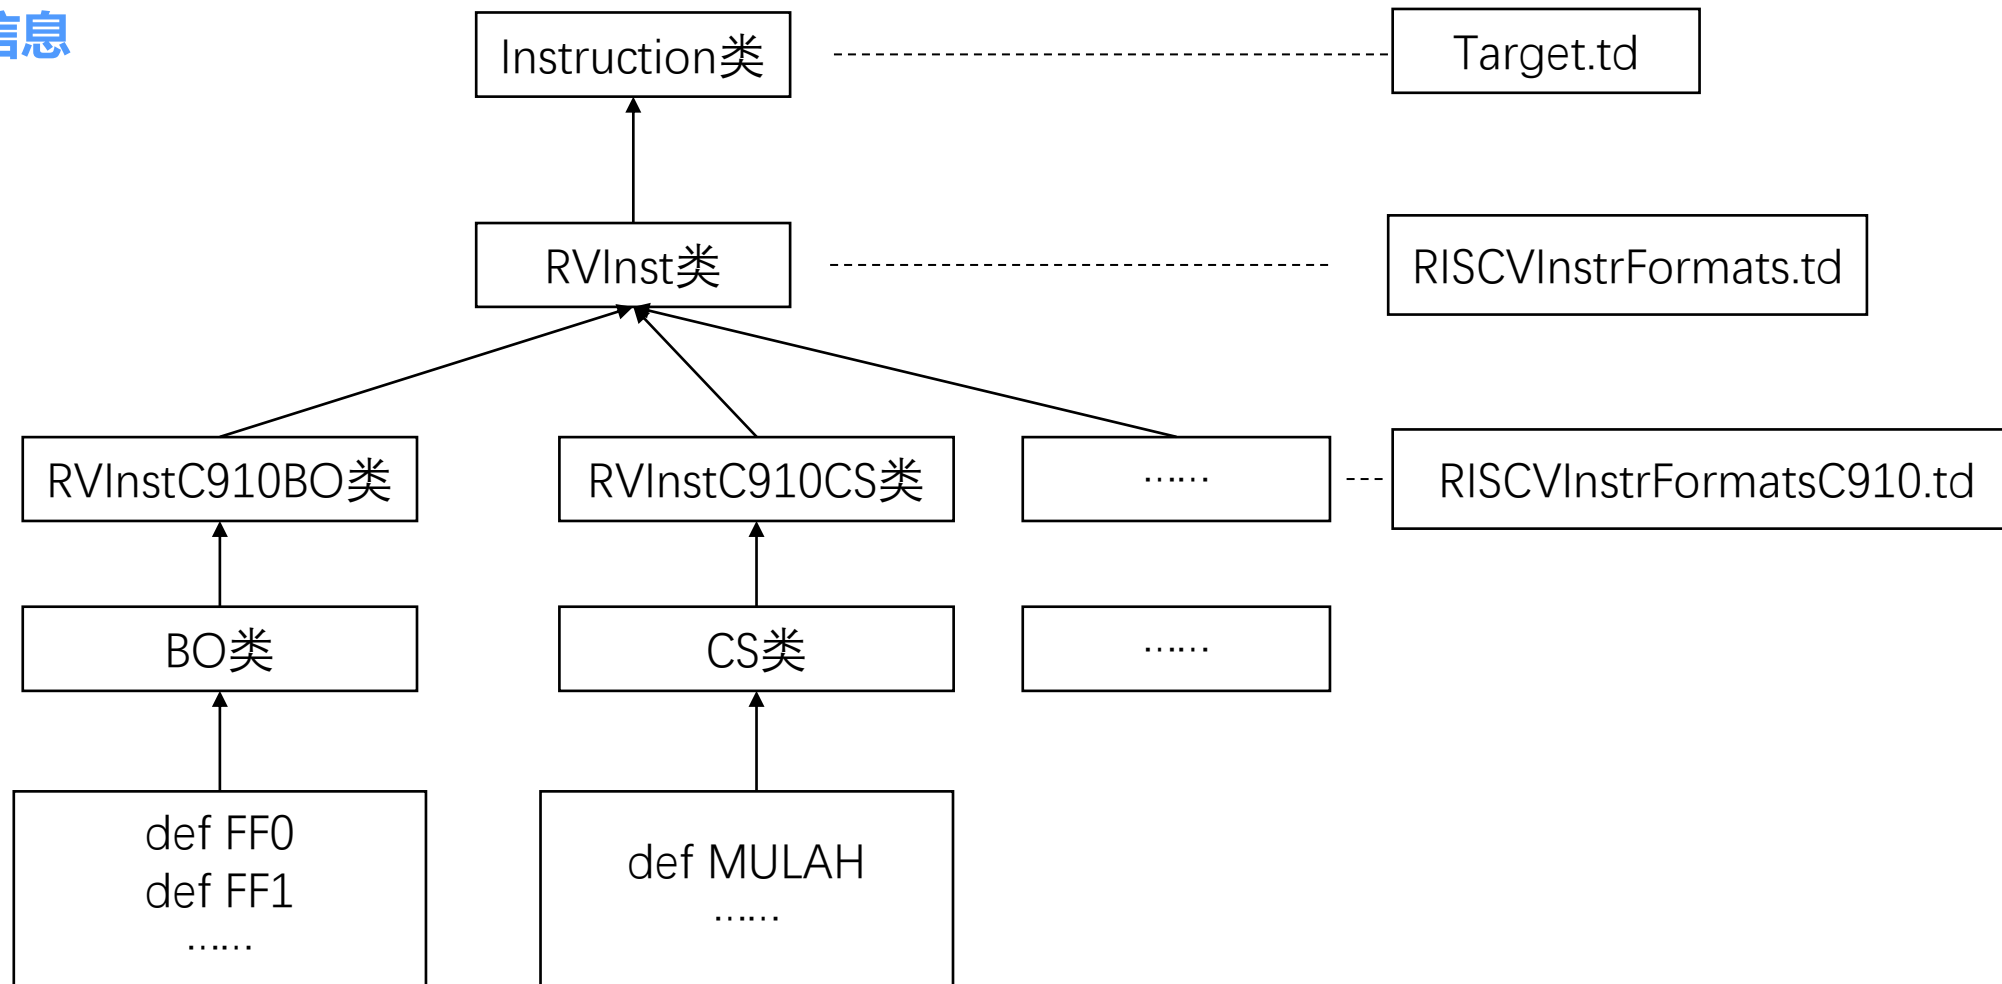 信息
Instruction类
Target.td
RVInst类
RISCVInstrFormats.td
RVInstC910BO类
RVInstC910CS类
……
RISCVInstrFormatsC910.td
BO类
CS类
……
def FF0
def FF1
……
def MULAH
……